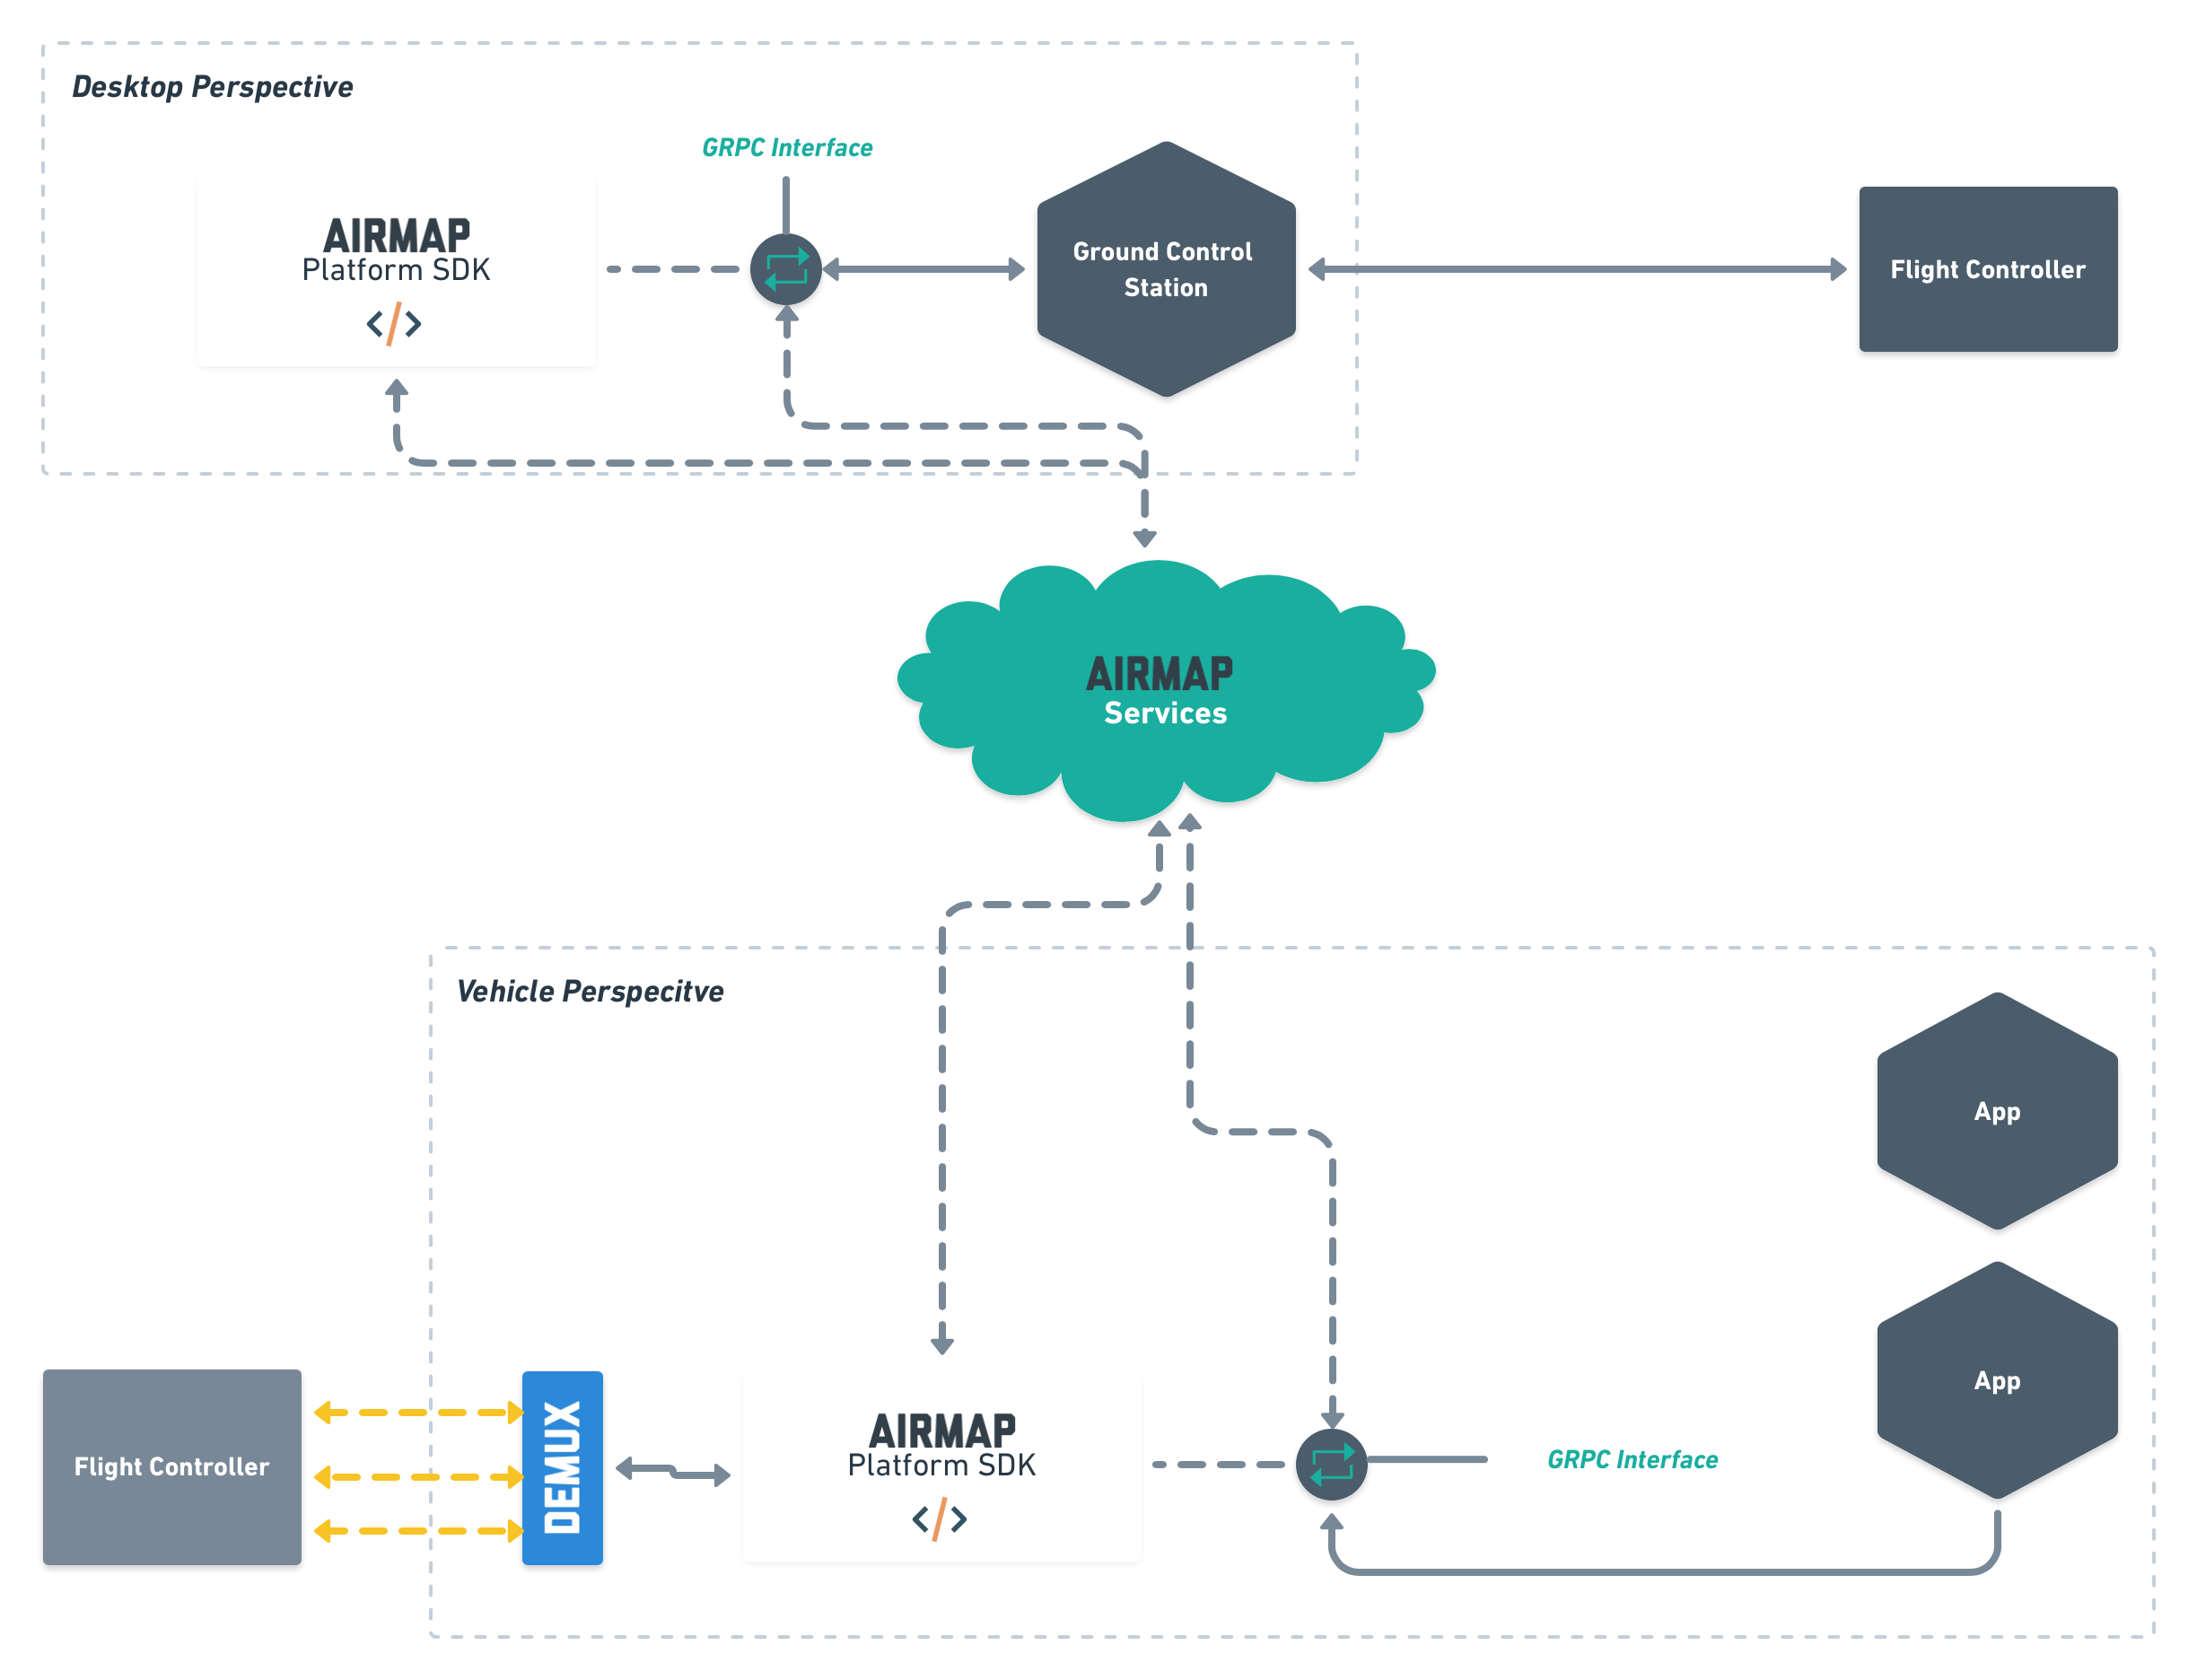 Desktop Perspective
GRPC Interface
AIRMAP
Platform SDK
</>
Ground Control
Station
Flight Controller
AIRMAP
Services
Vehicle Perspecitve
App
App
Flight Controller
DEMUX
AIRMAP
Platform SDK
</>
GRPC Interface